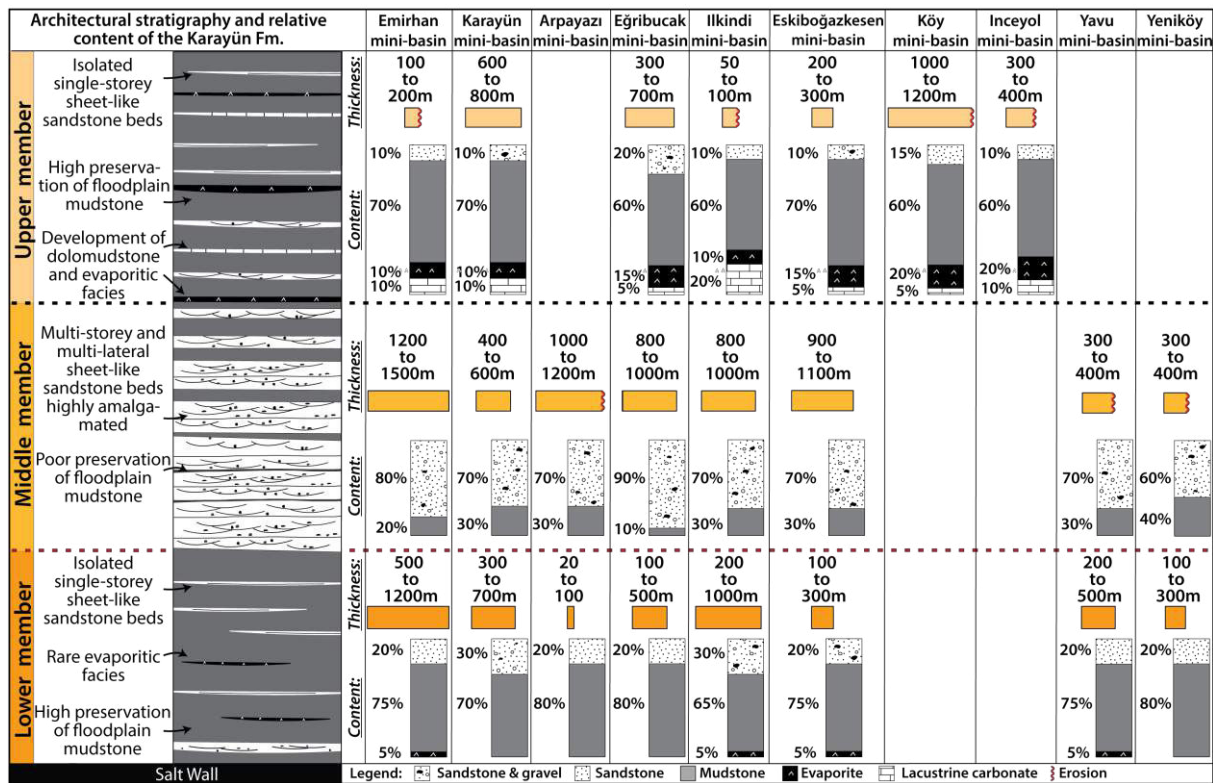 Architectural stratigraphy and relative
content of the Karayün Fm.
Emirhan
mini-basin
Karayün
mini-basin
Arpayazı
mini-basin
Eğribucak
mini-basin
Ilkindi
mini-basin
Eskiboğazkesen
mini-basin
Köy
mini-basin
Inceyol
mini-basin
Yavu
mini-basin
Yeniköy
mini-basin
Upper member
Isolated
single-storey
sheet-like
sandstone beds
High preserva-
tion of floodplain
mudstone
Development of
dolomudstone
and evaporitic
facies
Thickness:
100
to
200m
600
to
800m
300
to
700m
50
to
100m
200
to
300m
1000
to
1200m
300
to
400m
Content:
10%
70%
10%
10%
10%
70%
10%
10%
20%
60%
15%
5%
10%
60%
10%
20%
10%
70%
15%
5%
15%
60%
20%
5%
10%
60%
20%
10%
Middle member
Multi-storey and
multi-lateral
sheet-like
sandstone beds
highly amalga-
mated
Poor preservation
of floodplain
mudstone
Thickness:
1200
to
1500m
400
to
600m
1000
to
1200m
800
to
1000m
800
to
1000m
900
to
1100m
300
to
400m
300
to
400m
Content:
80%
20%
70%
30%
70%
30%
90%
10%
70%
30%
70%
30%
70%
30%
60%
40%
Lower member
Isolated
single-storey
sheet-like
sandstone beds
Rare evaporitic
facies
High preservation
of floodplain
mudstone
Thickness:
500
to
1200m
300
to
700m
20
to
100
100
to
500m
200
to
1000m
100
to
300m
200
to
500m
100
to
300m
Content:
20%
75%
5%
30%
70%
20%
80%
20%
80%
30%
65%
5%
20%
75%
5%
20%
75%
5%
20%
80%
Salt Wall
Legend: Sandstone & gravel Sandstone Mudstone Evaporite Lacustrine carbonate Erosion